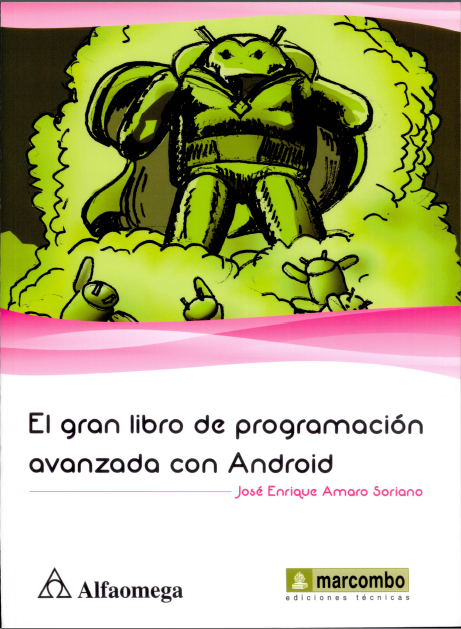 El gran libro de programación
avanzada con Android
José Enrique Amaro Soriano
Alfaomega
marcombo
ediciones técnicas